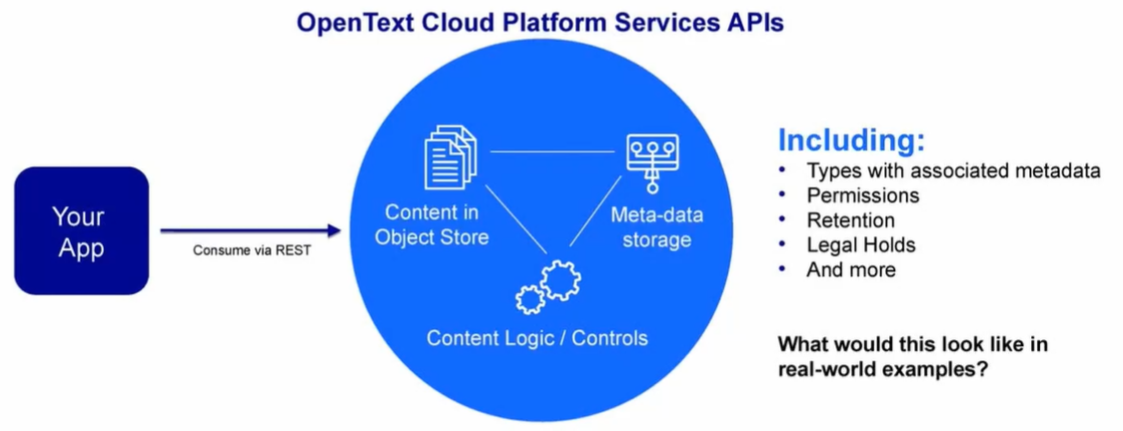 OpenText Cloud Platform Services APIs
Your
App
Consume via REST
Content in
Object Store
Meta-data
storage
Content Logic / Controls
Including:
• Types with associated metadata
• Permissions
• Retention
• Legal Holds
• And more
What would this look like in
real-world examples?